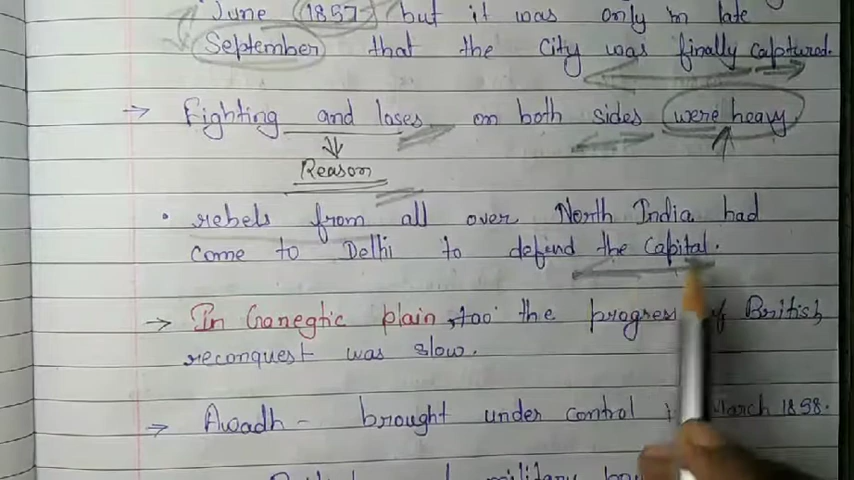 June 1857 but it was only in late
September that the City was finally captured.
→ Fighting and loses on both sides were heavy
Reason
• rebels from all over North India had
come to Delhi to defend the Capital.
→ In Ganegtic plain, too the progress of British
reconquest was slow.
→ Awadh - brought under control March 1858.
military